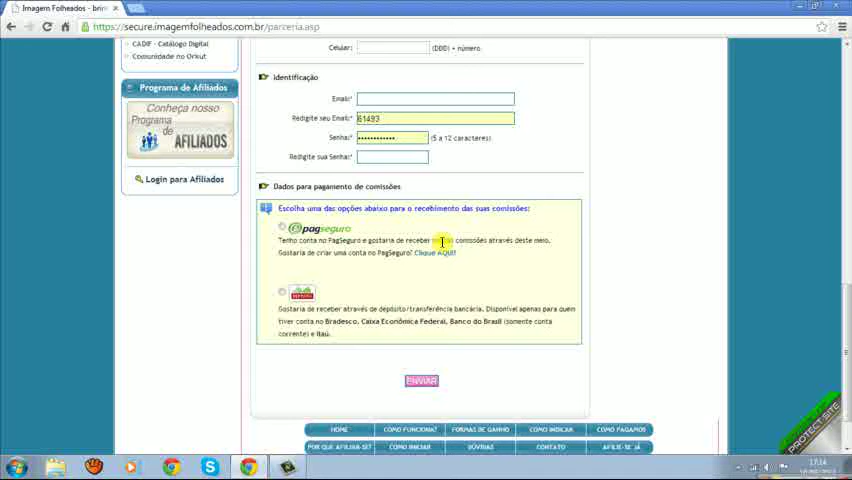 Imagem Folheados - brin
https://secure.imagemfolheados.com.br/parceria.asp
CADIF - Catálogo Digital
Comunidade no Orkut
Programa de Afiliados
Conheça nosso
Programa
de
AFILIADOS
Login para Afiliados
Celular:
(DDD) + número.
Identificação
Email:*
Redigite seu Email:*
61493
Senha:*
(5 a 12 caracteres)
Redigite sua Senha:*
Dados para pagamento de comissões
Escolha uma das opções abaixo para o recebimento das suas comissões:
pagseguro
Tenho conta no PagSeguro e gostaria de receber comissões através deste meio.
Gostaria de criar uma conta no PagSeguro? Clique AQUI!
Gostaria de receber através de depósito/transferência bancária. Disponível apenas para quem
tiver conta no Bradesco, Caixa Econômica Federal, Banco do Brasil (somente conta
corrente) e Itaú.
ENVIAR
HOME
COMO FUNCIONA?
FORMAS DE GANHO
COMO INDICAR
COMO PAGAMOS
POR QUE AFILIAR-SE?
COMO INICIAR
DÚVIDAS
CONTATO
AFILIE-SE JÁ
PROTECT SITE
17:14